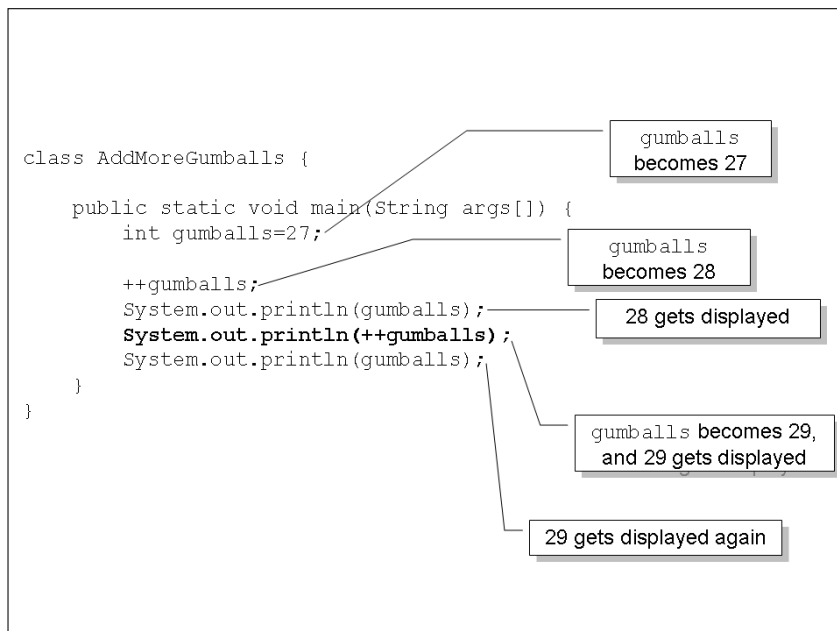 class AddMoreGumballs {
public static void main(String args[]) {
int gumballs=27;
++gumballs;
System.out.println(gumballs);
System.out.println(++gumballs);
System.out.println(gumballs);
}
}
gumballs
becomes 27
gumballs
becomes 28
28 gets displayed
gumballs becomes 29,
and 29 gets displayed
29 gets displayed again